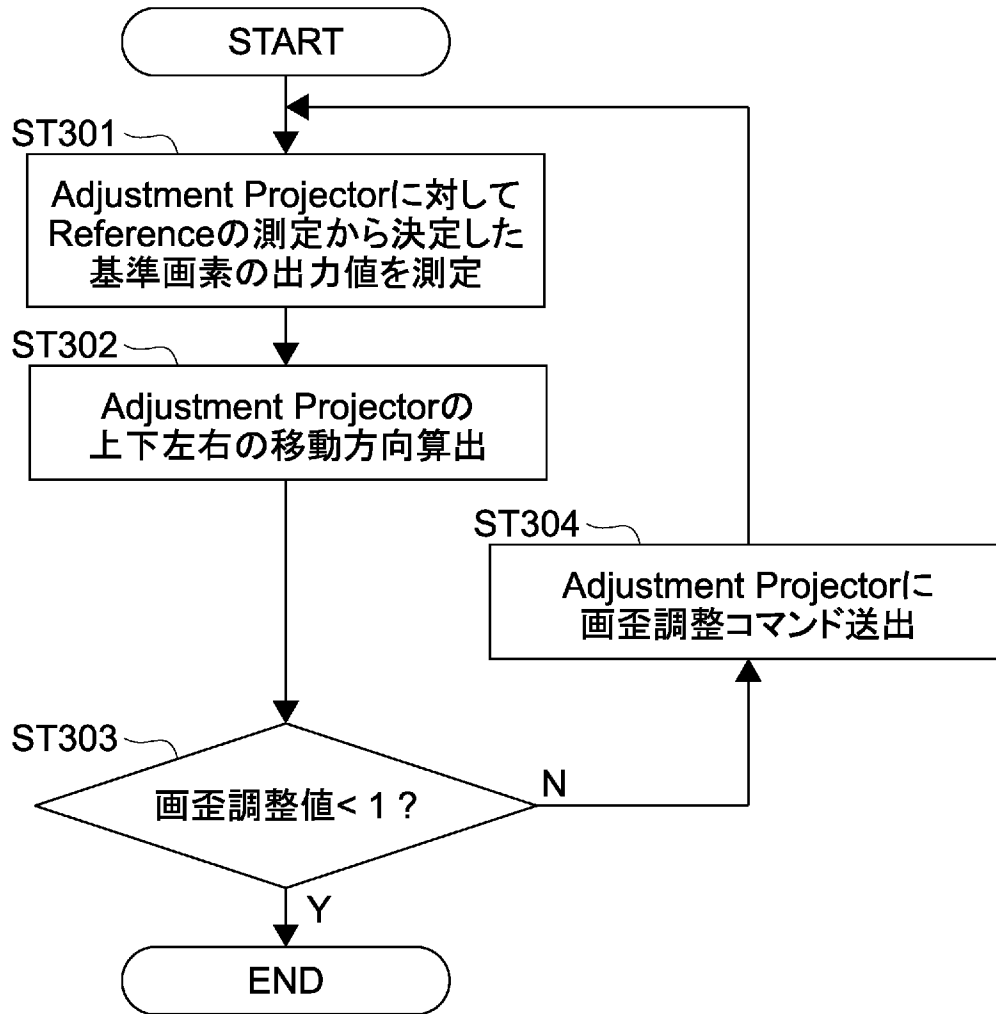 START
ST301
Adjustment Projectorに対して
Referenceの測定から決定した
基準画素の出力値を測定
ST302
Adjustment Projectorの
上下左右の移動方向算出
ST304
Adjustment Projectorに
画歪調整コマンド送出
ST303
画歪調整値< 1 ?
N
Y
END